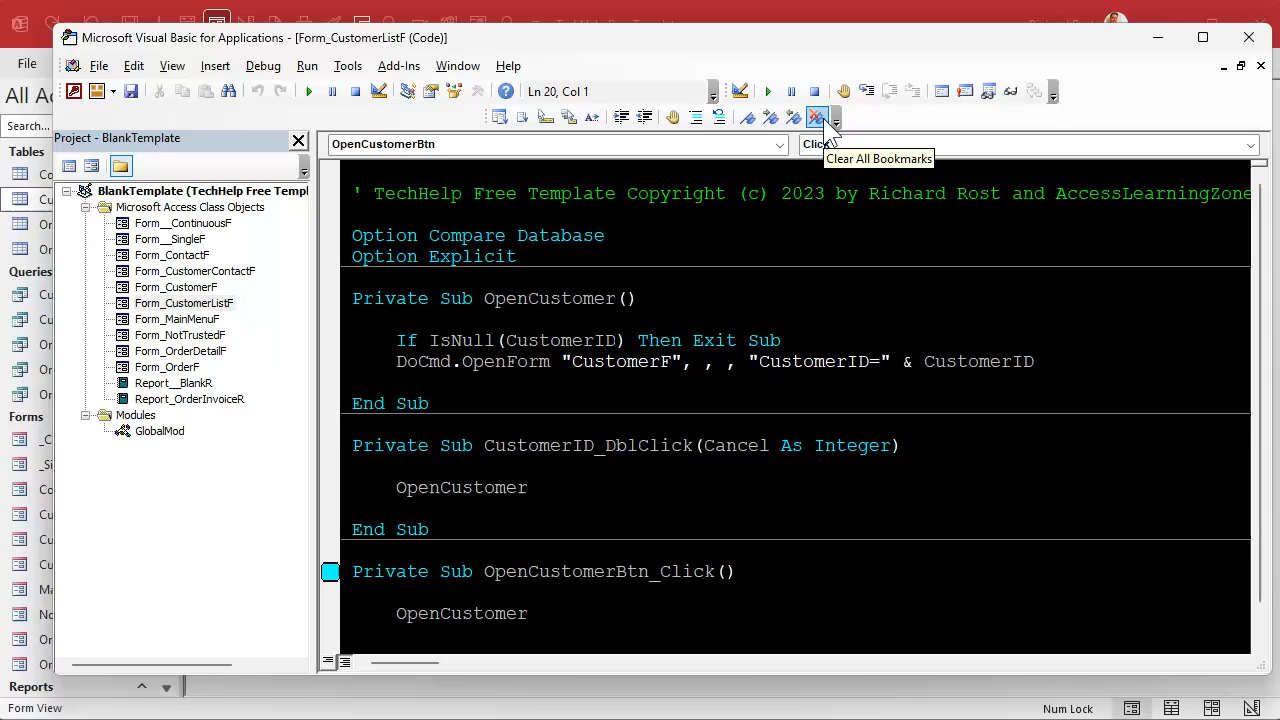 Microsoft Visual Basic for Applications - [Form_CustomerListF (Code)]
File
File Edit View Insert Debug Run Tools Add-Ins Window Help
All Ac
Ln 20, Col 1
Search...
Project - BlankTemplate
OpenCustomerBtn
Click
Clear All Bookmarks
Tables
Queries
Forms
Reports
BlankTemplate (TechHelp Free Templ
Microsoft Access Class Objects
Form__ContinuousF
Form__SingleF
Form_ContactF
Form_CustomerContactF
Form_CustomerF
Form_CustomerListF
Form_MainMenuF
Form_NotTrustedF
Form_OrderDetailF
Form_OrderF
Report__BlankR
Report_OrderInvoiceR
Modules
GlobalMod
' TechHelp Free Template Copyright (c) 2023 by Richard Rost and AccessLearningZone
Option Compare Database
Option Explicit
Private Sub OpenCustomer()
If IsNull(CustomerID) Then Exit Sub
DoCmd.OpenForm "CustomerF", , , "CustomerID=" & CustomerID
End Sub
Private Sub CustomerID_DblClick(Cancel As Integer)
OpenCustomer
End Sub
Private Sub OpenCustomerBtn_Click()
OpenCustomer
Form View
Num Lock